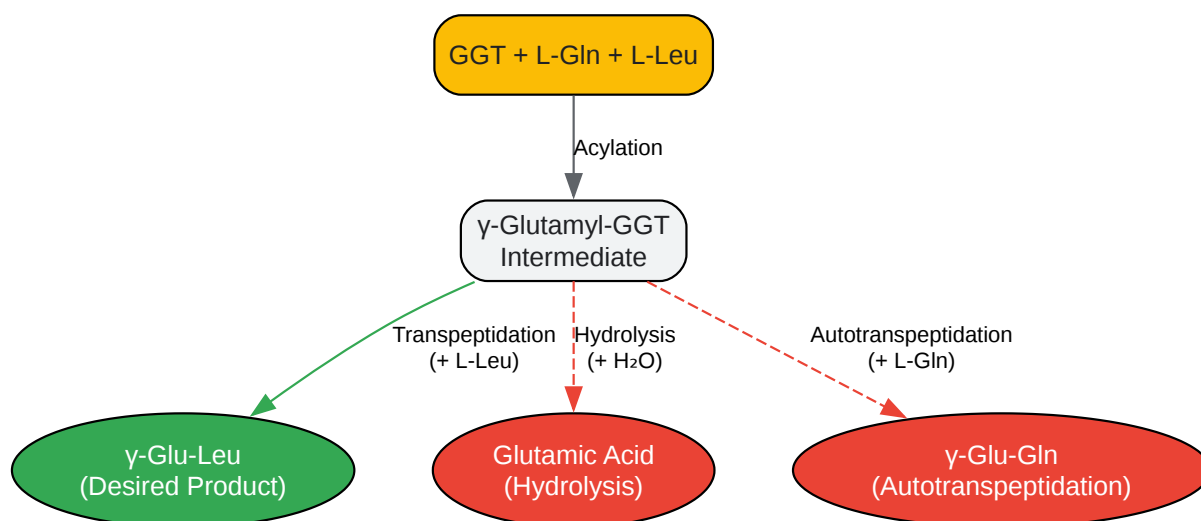 GGT + L-Gln + L-Leu
Acylation
γ-Glutamyl-GGT
Intermediate
Transpeptidation
(+ L-Leu)
Hydrolysis
(+ H₂O)
Autotranspeptidation
(+ L-Gln)
γ-Glu-Leu
(Desired Product)
Glutamic Acid
(Hydrolysis)
γ-Glu-Gln
(Autotranspeptidation)